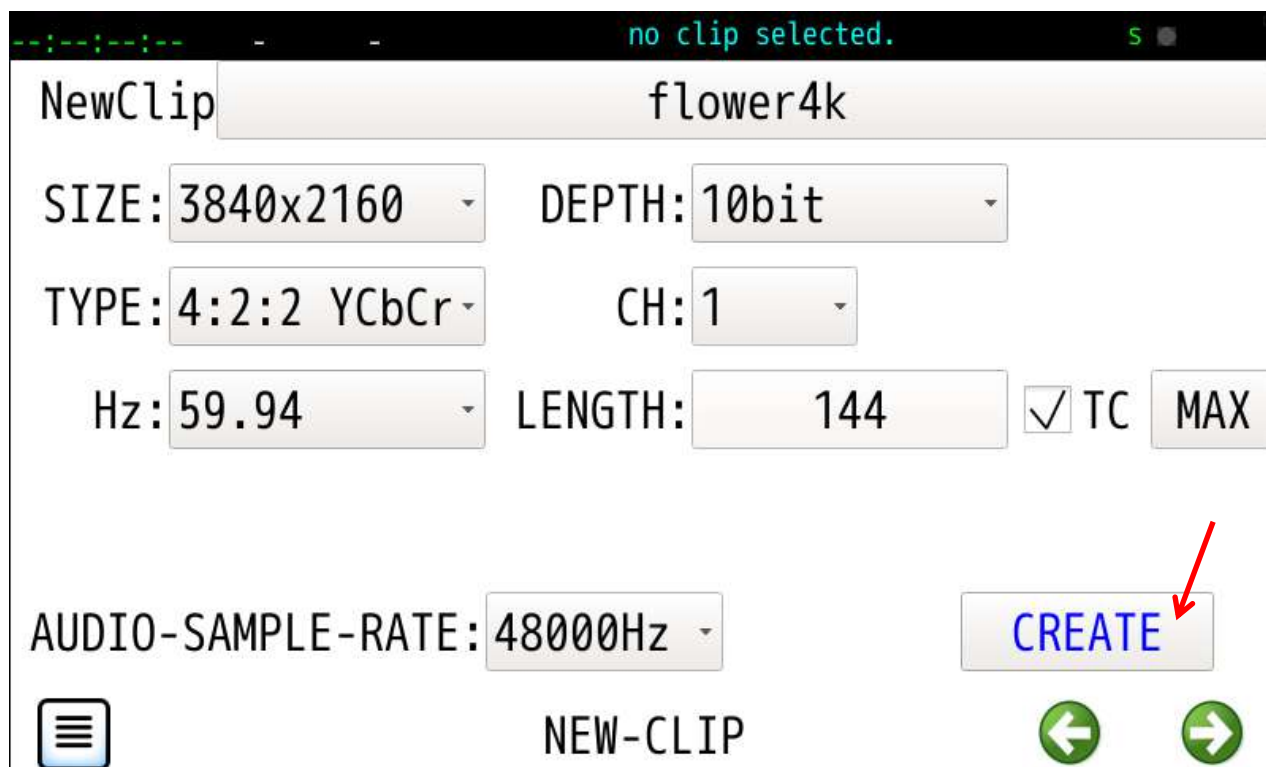 --:--:--:-- - - no clip selected. S
NewClip flower4k
SIZE: 3840x2160 DEPTH: 10bit
TYPE: 4:2:2 YCbCr CH: 1
Hz: 59.94 LENGTH: 144 TC MAX
AUDIO-SAMPLE-RATE: 48000Hz CREATE
NEW-CLIP